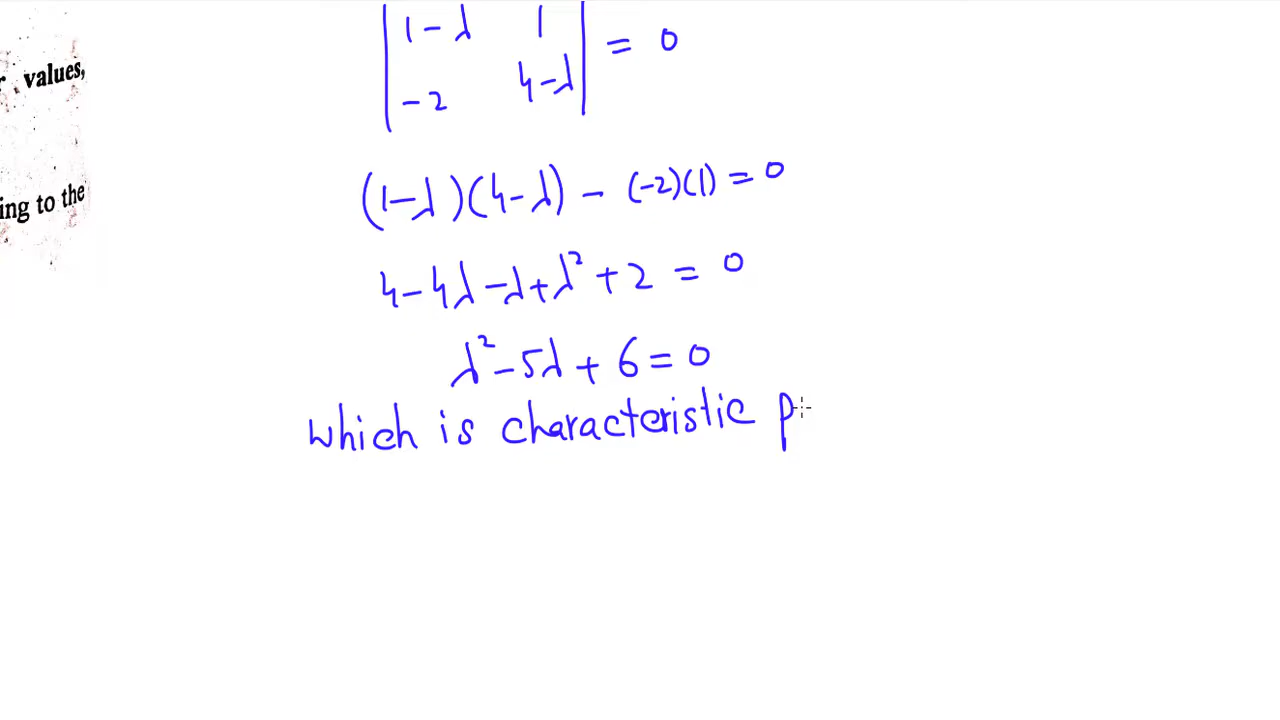 values,
ing to the
| 1-λ 1 |
| -2 4-λ | = 0
(1-λ)(4-λ) - (-2)(1) = 0
4-4λ-λ+λ² + 2 = 0
λ²-5λ + 6 = 0
which is characteristic p